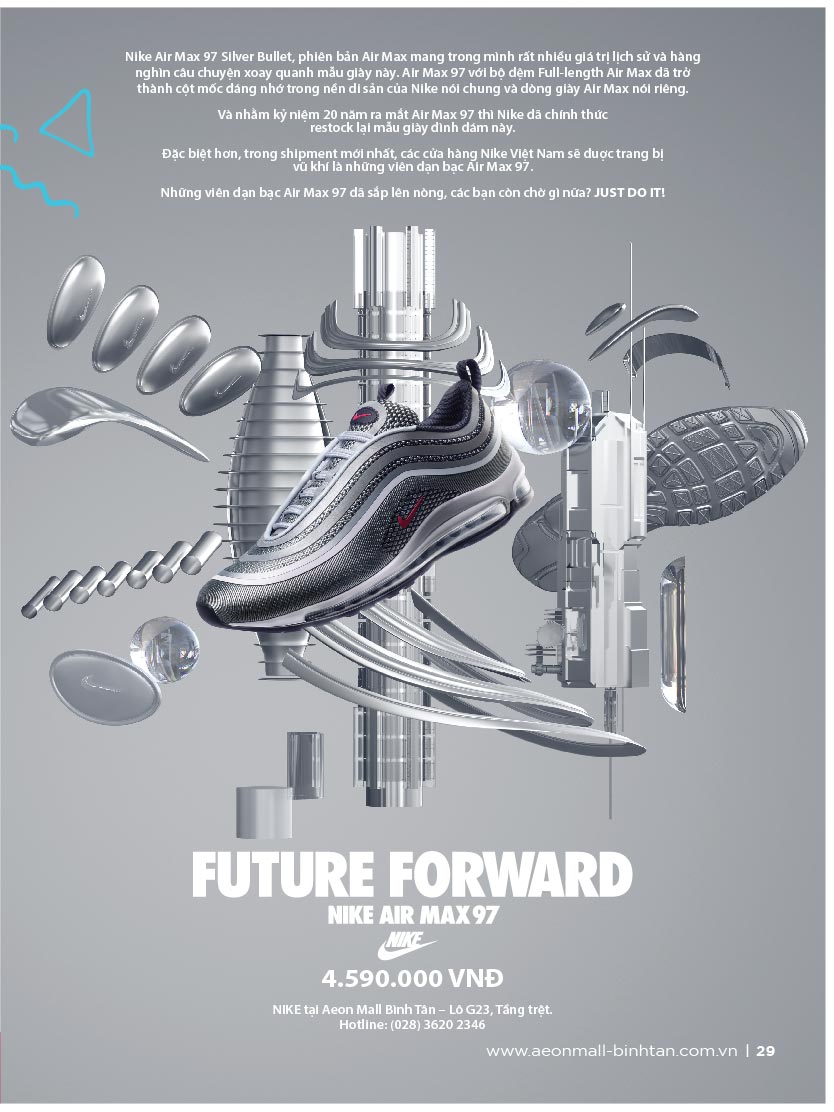 Nike Air Max 97 Silver Bullet, phiên bản Air Max mang trong mình rất nhiều giá trị lịch sử và hàng
nghìn câu chuyện xoay quanh mẫu giày này. Air Max 97 với bộ đệm Full-length Air Max đã trở
thành cột mốc đáng nhớ trong nền di sản của Nike nói chung và dòng giày Air Max nói riêng.
Và nhằm kỷ niệm 20 năm ra mắt Air Max 97 thì Nike đã chính thức
restock lại mẫu giày đình đám này.
Đặc biệt hơn, trong shipment mới nhất, các cửa hàng Nike Việt Nam sẽ được trang bị
vũ khí là những viên đạn bạc Air Max 97.
Những viên đạn bạc Air Max 97 đã sắp lên nòng, các bạn còn chờ gì nữa? JUST DO IT!
FUTURE FORWARD
NIKE AIR MAX 97
NIKE
4.590.000 VNĐ
NIKE tại Aeon Mall Bình Tân – Lô G23, Tầng trệt.
Hotline: (028) 3620 2346
www.aeonmall-binhtan.com.vn | 29